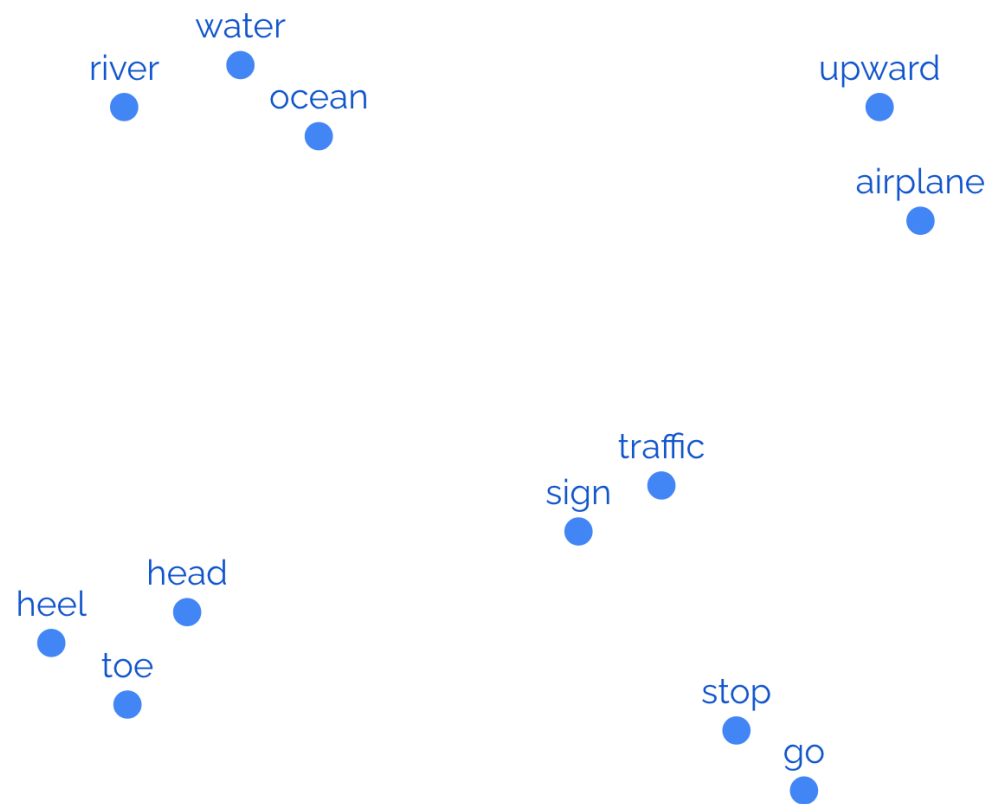 water
river
upward
ocean
airplane
traffic
sign
head
heel
toe
stop
go